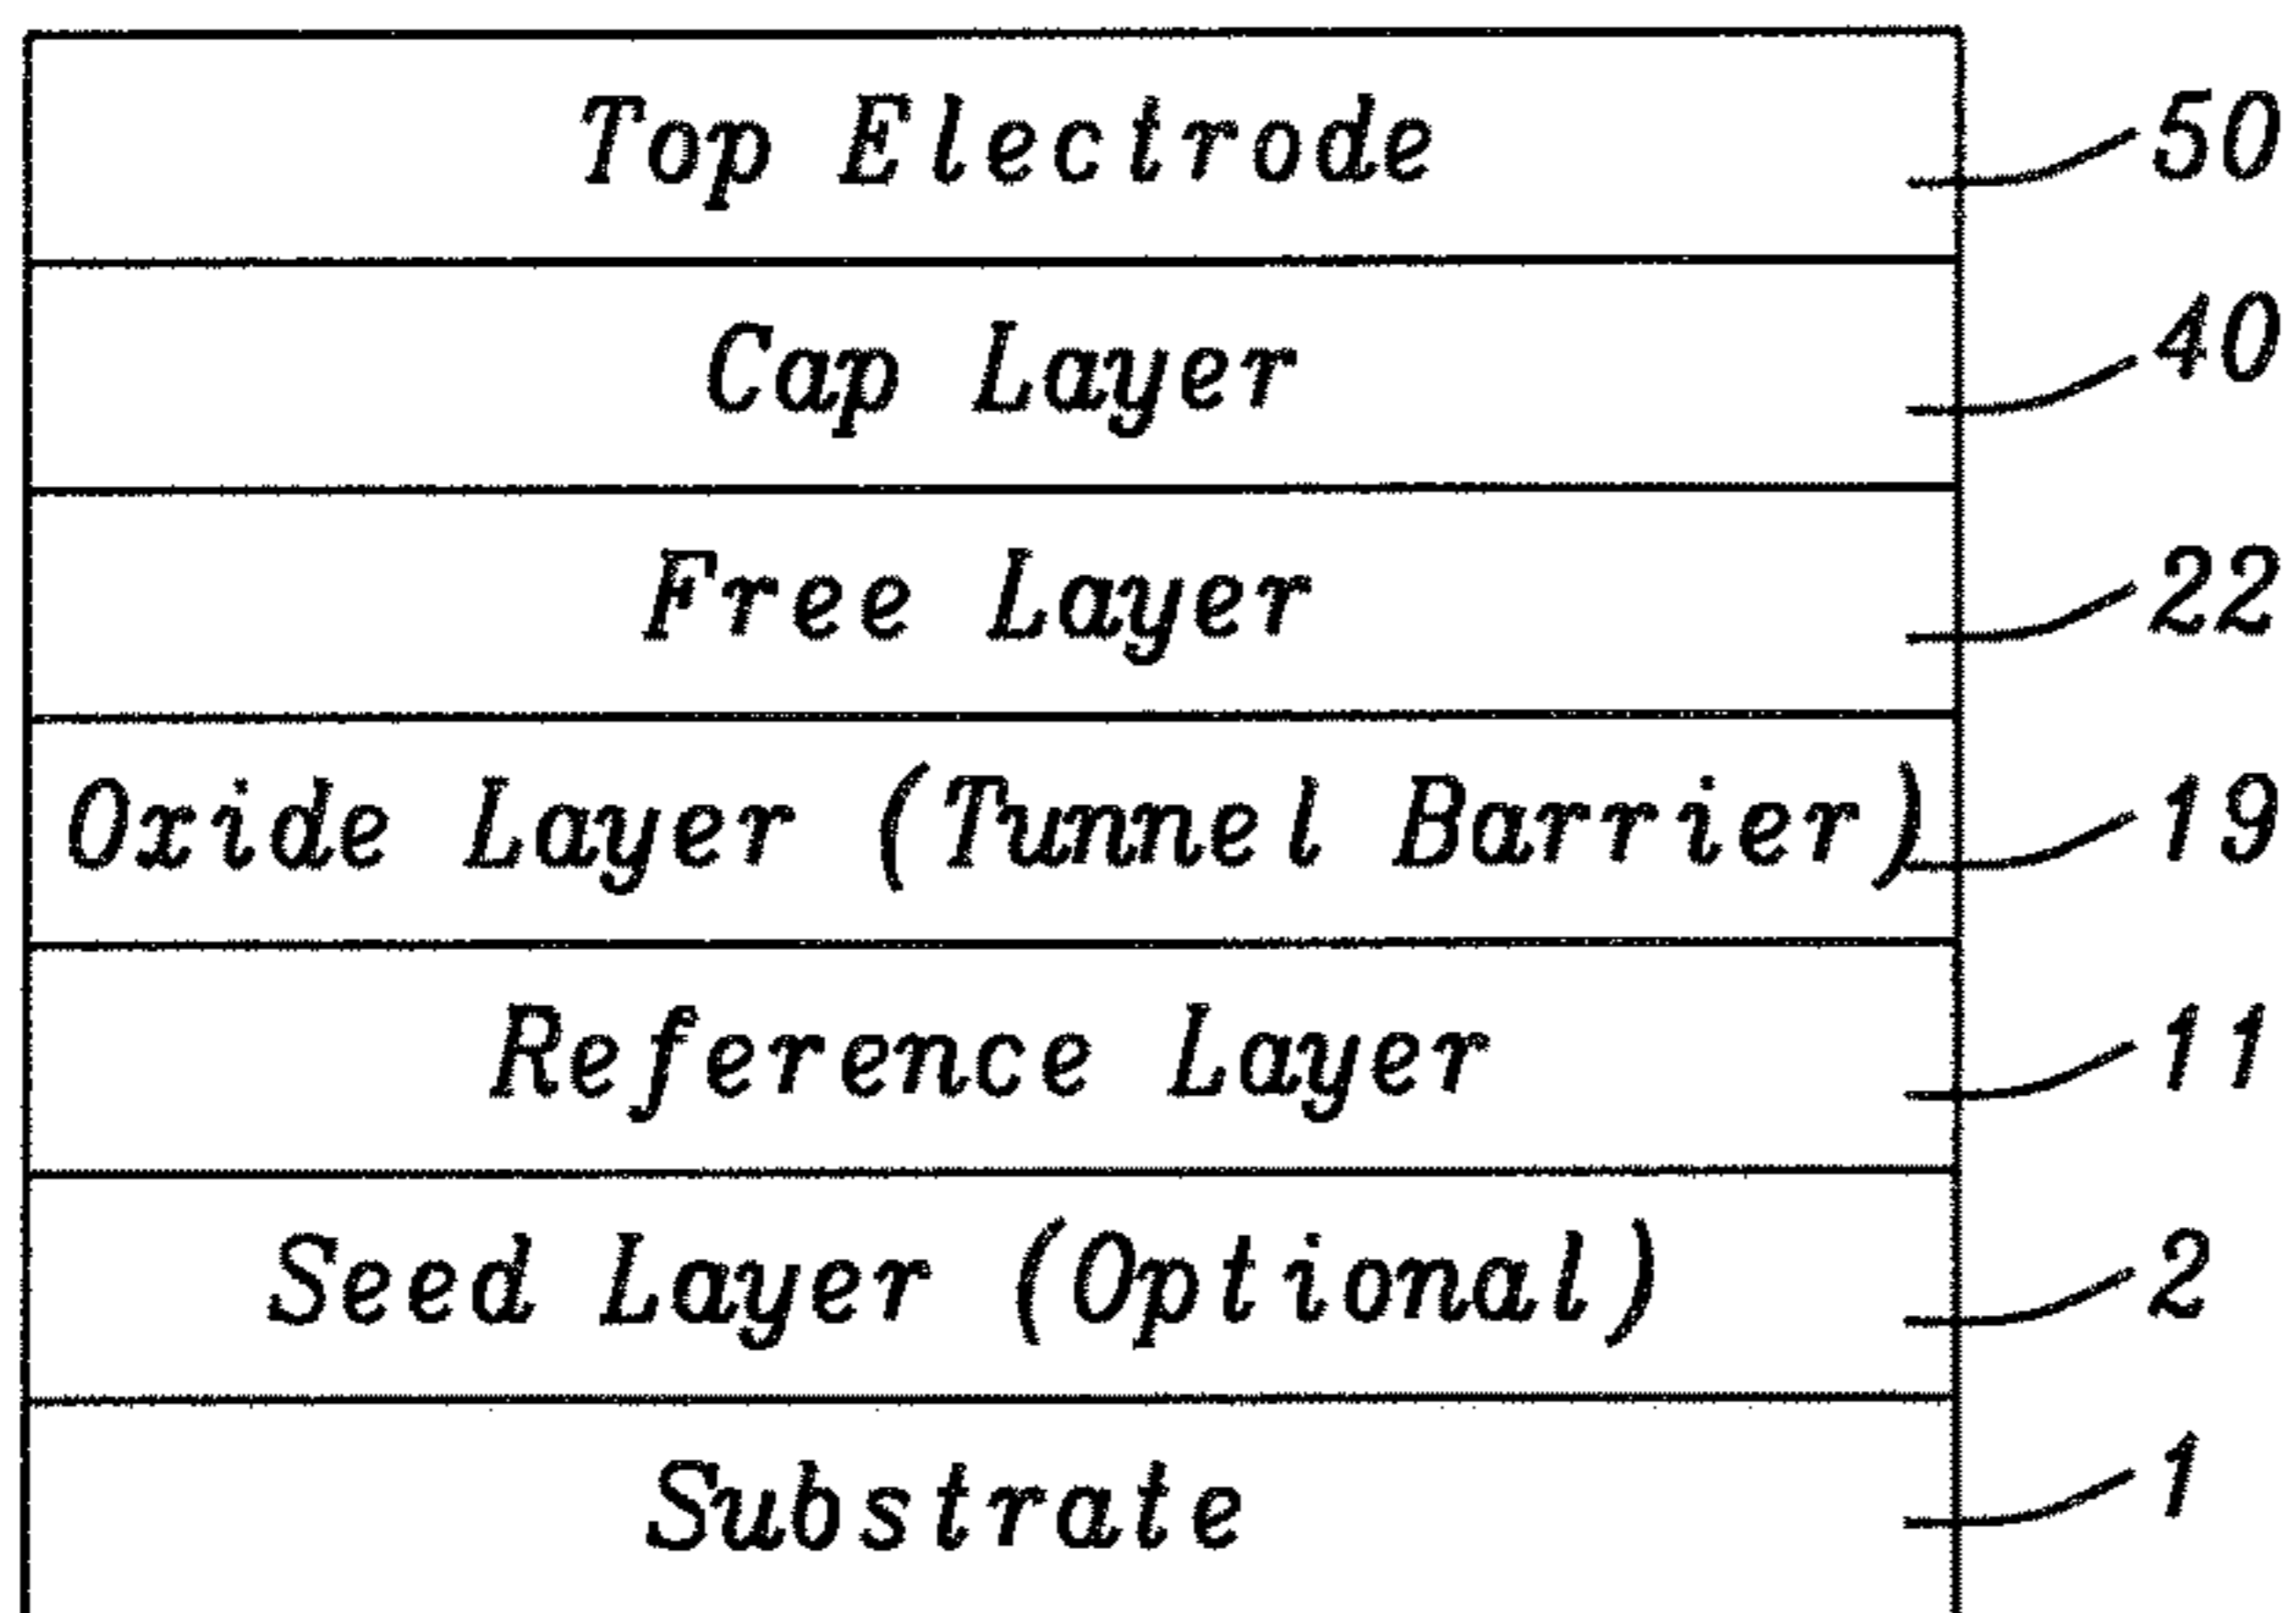 Top Electrode 50
Cap Layer 40
Free Layer 22
Oxide Layer (Tunnel Barrier) 19
Reference Layer 11
Seed Layer (Optional) 2
Substrate 1